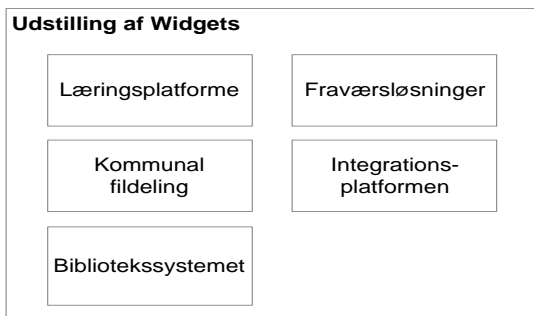 Udstilling af Widgets
Læringsplatforme
Fraværsløsninger
Kommunal
fildeling
Integrations-
platformen
Bibliotekssystemet